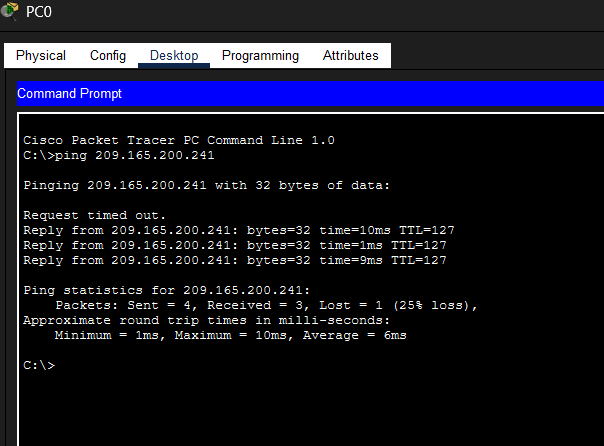 PC0
Physical Config Desktop Programming Attributes
Command Prompt
Cisco Packet Tracer PC Command Line 1.0
C:\>ping 209.165.200.241
Pinging 209.165.200.241 with 32 bytes of data:
Request timed out.
Reply from 209.165.200.241: bytes=32 time=10ms TTL=127
Reply from 209.165.200.241: bytes=32 time=1ms TTL=127
Reply from 209.165.200.241: bytes=32 time=9ms TTL=127
Ping statistics for 209.165.200.241:
Packets: Sent = 4, Received = 3, Lost = 1 (25% loss),
Approximate round trip times in milli-seconds:
Minimum = 1ms, Maximum = 10ms, Average = 6ms
C:\>